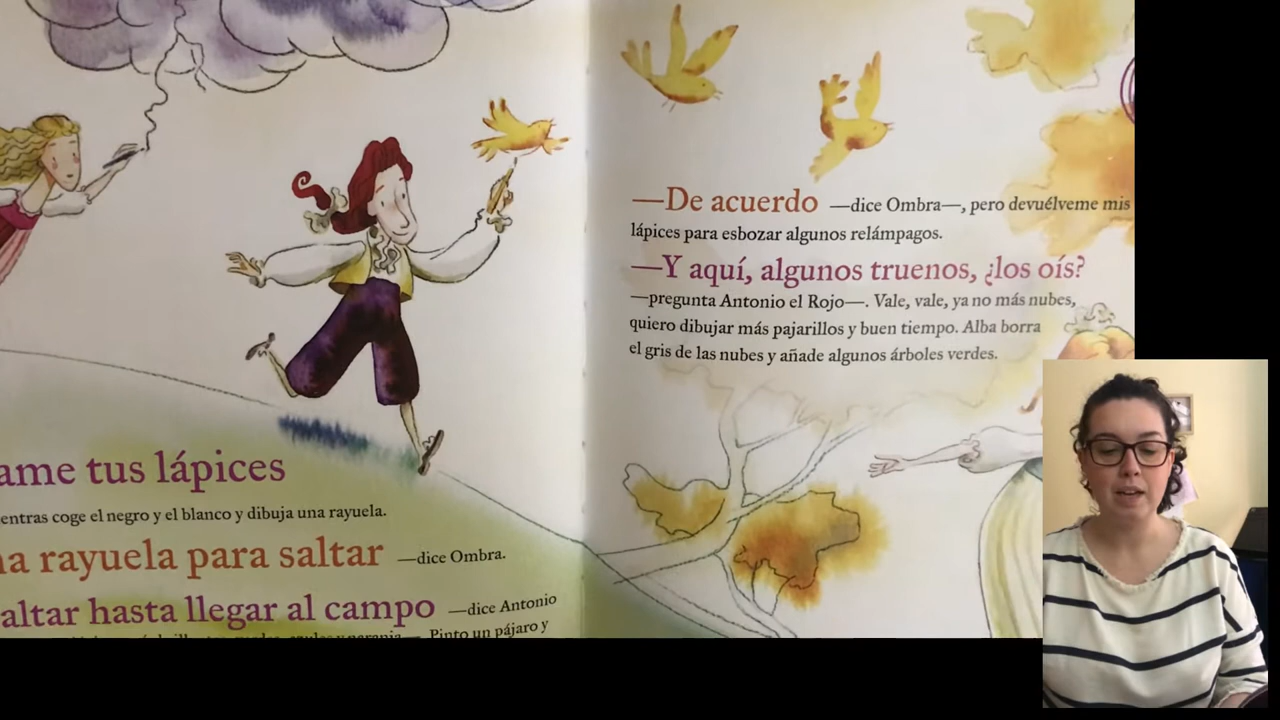 ame tus lápices
entras coge el negro y el blanco y dibuja una rayuela.
na rayuela para saltar —dice Ombra.
altar hasta llegar al campo —dice Antonio
Pinto un pájaro y
—De acuerdo —dice Ombra—, pero devuélveme mis
lápices para esbozar algunos relámpagos.
—Y aquí, algunos truenos, ¿los oís?
—pregunta Antonio el Rojo—. Vale, vale, ya no más nubes,
quiero dibujar más pajarillos y buen tiempo. Alba borra
el gris de las nubes y añade algunos árboles verdes.